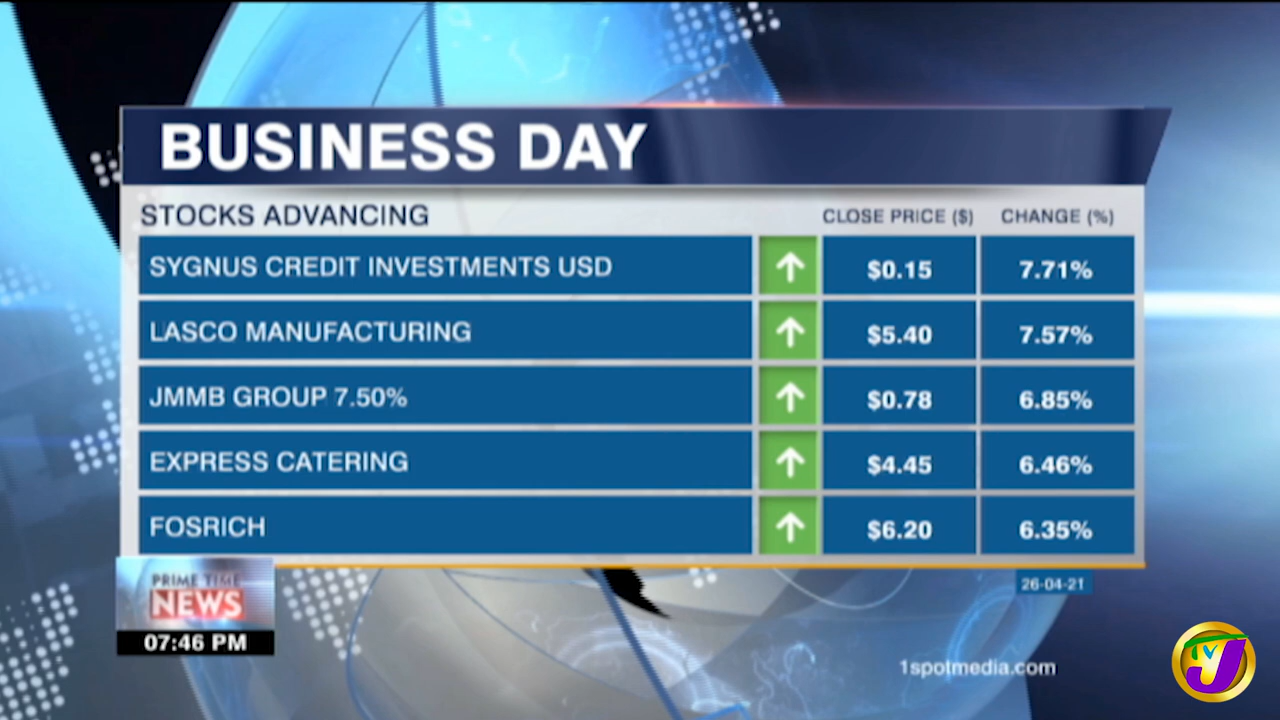 BUSINESS DAY
STOCKS ADVANCING CLOSE PRICE ($) CHANGE (%)
SYGNUS CREDIT INVESTMENTS USD $0.15 7.71%
LASCO MANUFACTURING $5.40 7.57%
JMMB GROUP 7.50% $0.78 6.85%
EXPRESS CATERING $4.45 6.46%
FOSRICH $6.20 6.35%
PRIME TIME
NEWS
26-04-21
07:46 PM
1spotmedia.com
TVJ